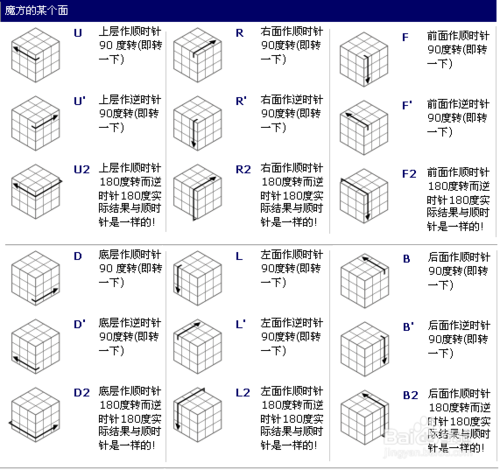 魔方的某个面
U
上层作顺时针
90 度转(即转
一下)
R
右面作顺时针
90度转(即转
一下)
F
前面作顺时针
90度转(即转
一下)
U'
上层作逆时针
90度转(即转
一下)
R'
右面作逆时针
90度转(即转
一下)
F'
前面作逆时针
90度转(即转
一下)
U2
上层作顺时针
180度转而逆
时针180度实
际结果与顺时
针是一样的!
R2
右面作顺时针
180度转而逆
时针180度实
际结果与顺时
针是一样的!
F2
前面作顺时针
180度转而逆
时针180度实
际结果与顺时
针是一样的!
D
底层作顺时针
90 度转(即转
一下)
L
左面作顺时针
90度转(即转
一下)
B
后面作顺时针
90度转(即转
一下)
D'
底层作逆时针
90度转(即转
一下)
L'
左面作逆时针
90度转(即转
一下)
B'
后面作逆时针
90度转(即转
一下)
D2
底层作顺时针
180度转而逆
时针180度实
际结果与顺时
针是一样的!
L2
左面作顺时针
180度转而逆
时针180度实
际结果与顺时
针是一样的!
B2
后面作顺时针
180度转而逆
时针180度实
际结果与顺时
针是一样的!